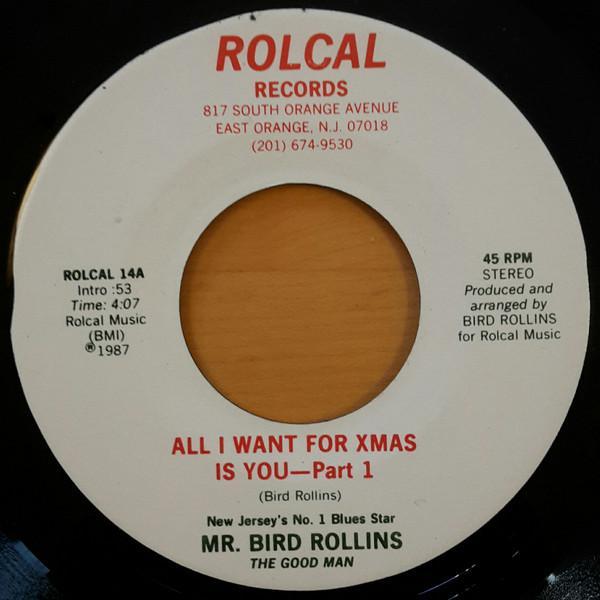 ROLCAL
RECORDS
817 SOUTH ORANGE AVENUE
EAST ORANGE, N.J. 07018
(201) 674-9530
ROLCAL 14A
Intro :53
Time: 4:07
Rolcal Music
(BMI)
℗1987
45 RPM
STEREO
Produced and
arranged by
BIRD ROLLINS
for Rolcal Music
ALL I WANT FOR XMAS
IS YOU—Part 1
(Bird Rollins)
New Jersey's No. 1 Blues Star
MR. BIRD ROLLINS
THE GOOD MAN